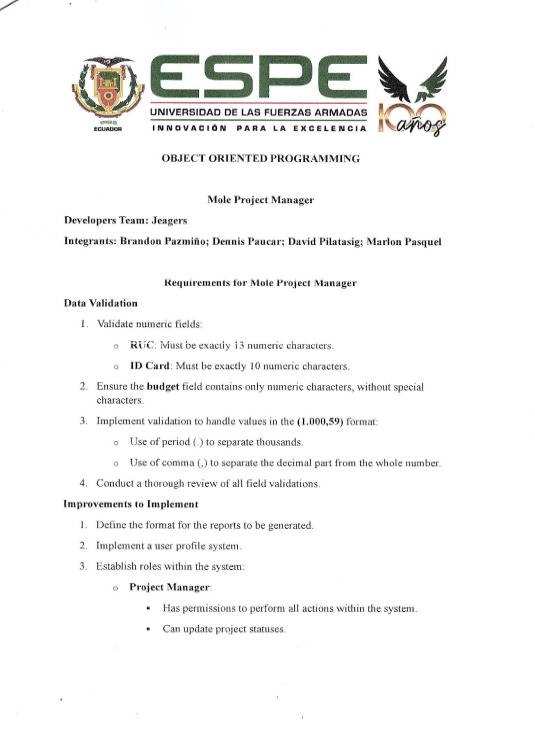 ESPE
UNIVERSIDAD DE LAS FUERZAS ARMADAS
INNOVACIÓN PARA LA EXCELENCIA
ECUADOR
100
años
OBJECT ORIENTED PROGRAMMING
Mole Project Manager
Developers Team: Jeagers
Integrants: Brandon Pazmiño; Dennis Paucar; David Pilatasig; Marlon Pasquel
Requirements for Mole Project Manager
Data Validation
1. Validate numeric fields:
o RUC: Must be exactly 13 numeric characters.
o ID Card: Must be exactly 10 numeric characters.
2. Ensure the budget field contains only numeric characters, without special
characters.
3. Implement validation to handle values in the (1.000,59) format:
o Use of period (.) to separate thousands.
o Use of comma (,) to separate the decimal part from the whole number.
4. Conduct a thorough review of all field validations.
Improvements to Implement
1. Define the format for the reports to be generated.
2. Implement a user profile system.
3. Establish roles within the system:
o Project Manager:
▪ Has permissions to perform all actions within the system.
▪ Can update project statuses.